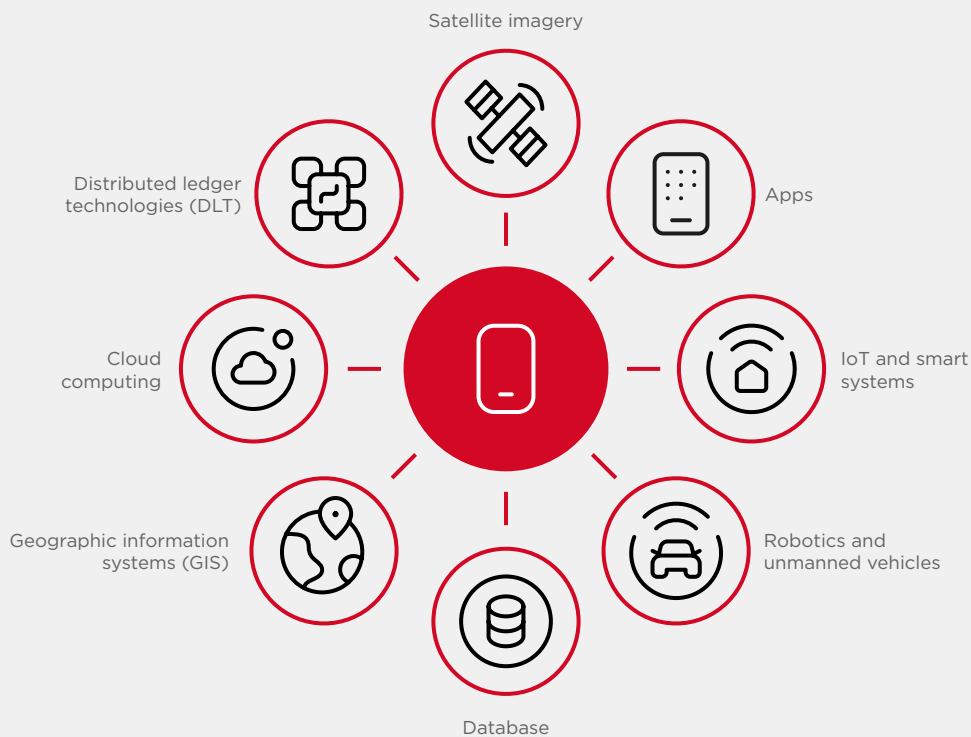 Satellite imagery
Distributed ledger
technologies (DLT)
Apps
Cloud
computing
IoT and smart
systems
Geographic information
systems (GIS)
Robotics and
unmanned vehicles
Database